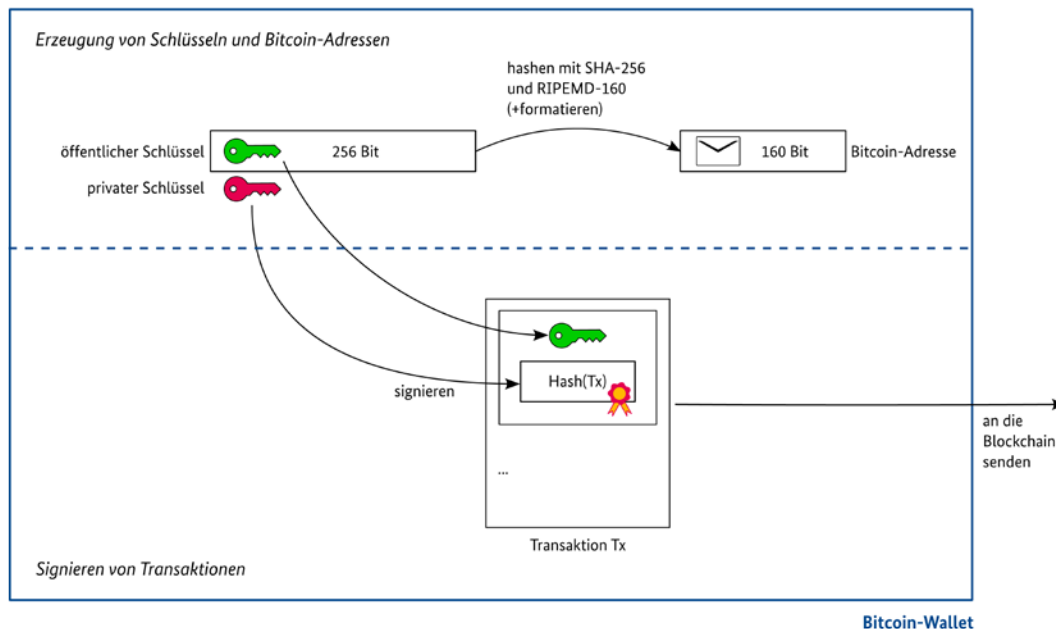 Erzeugung von Schlüsseln und Bitcoin-Adressen
hashen mit SHA-256
und RIPEMD-160
(+formatieren)
öffentlicher Schlüssel
256 Bit
160 Bit
Bitcoin-Adresse
privater Schlüssel
signieren
Hash(Tx)
an die
Blockchain
senden
...
Transaktion Tx
Signieren von Transaktionen
Bitcoin-Wallet